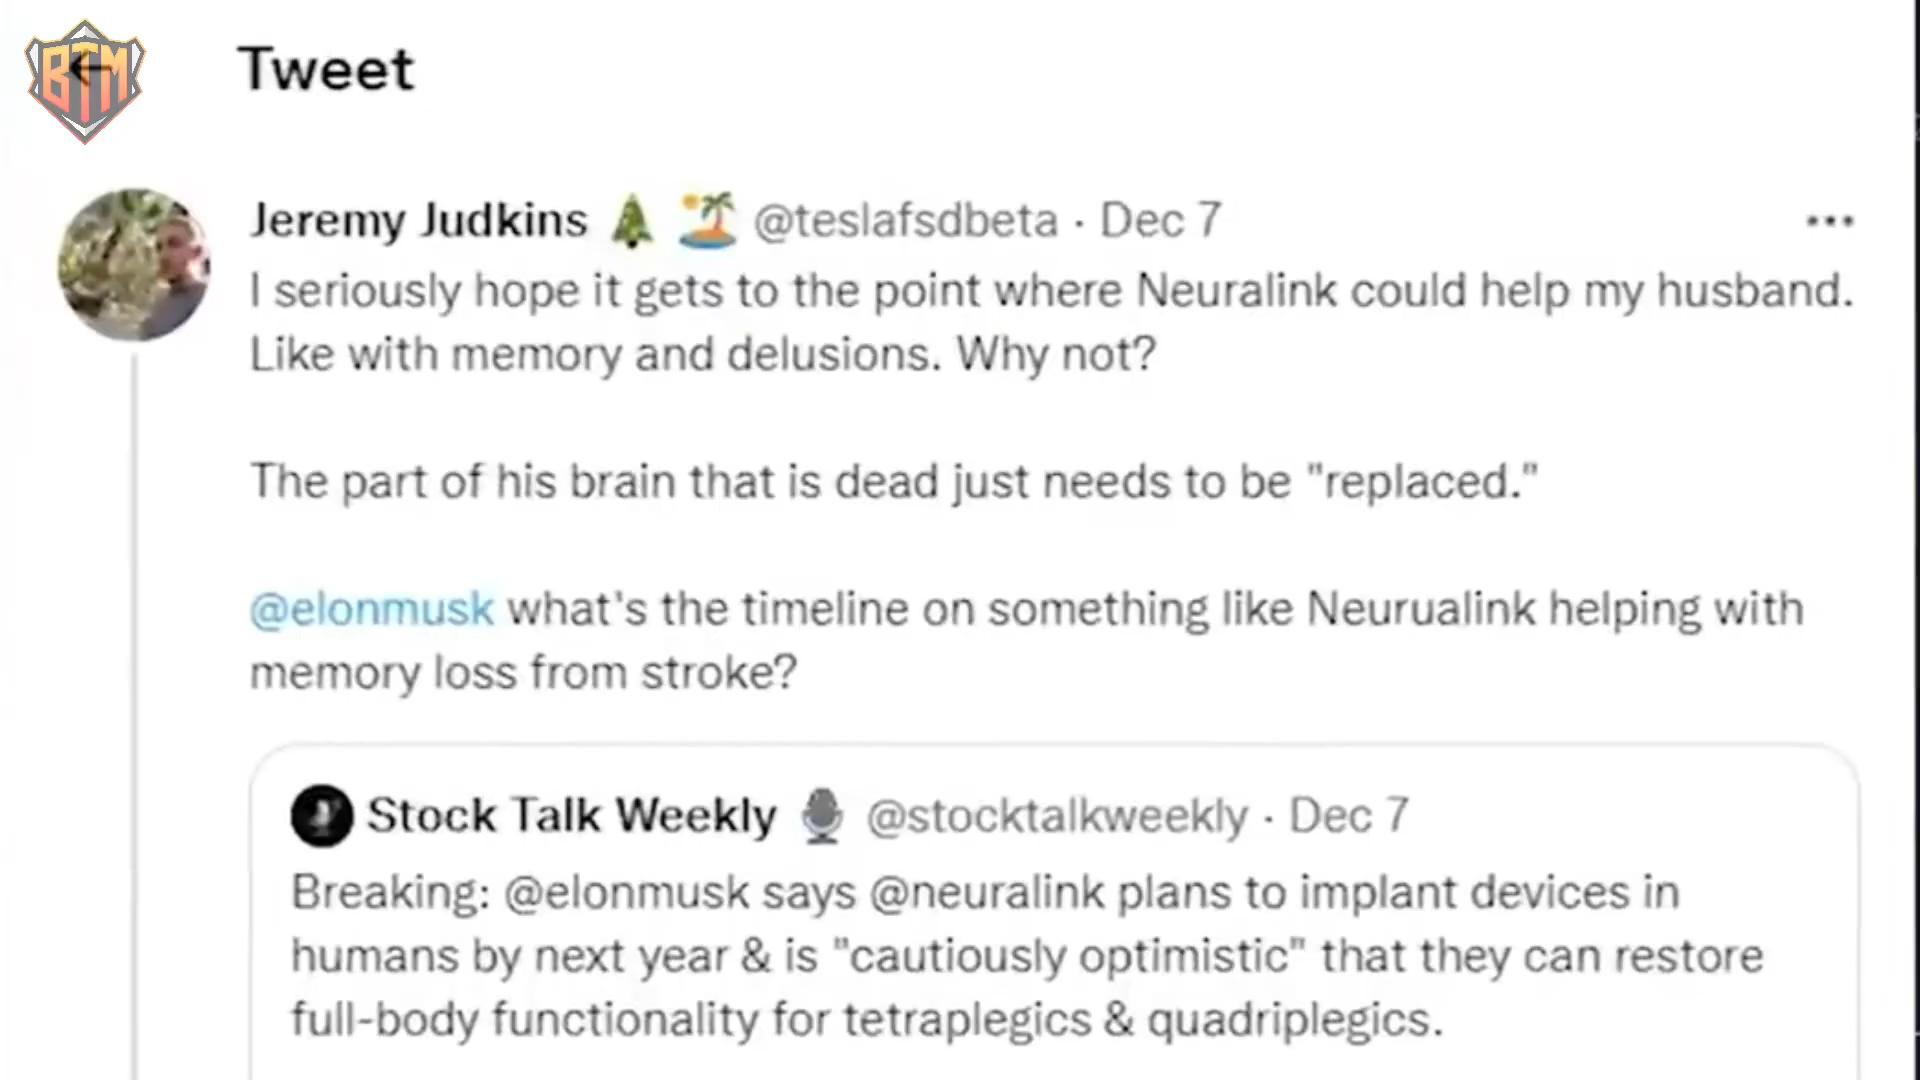 BTM
Tweet
Jeremy Judkins 🌲 🏝️ @teslafsdbeta · Dec 7
I seriously hope it gets to the point where Neuralink could help my husband.
Like with memory and delusions. Why not?
The part of his brain that is dead just needs to be "replaced."
@elonmusk what's the timeline on something like Neurualink helping with
memory loss from stroke?
Stock Talk Weekly 🎙️ @stocktalkweekly · Dec 7
Breaking: @elonmusk says @neuralink plans to implant devices in
humans by next year & is "cautiously optimistic" that they can restore
full-body functionality for tetraplegics & quadriplegics.